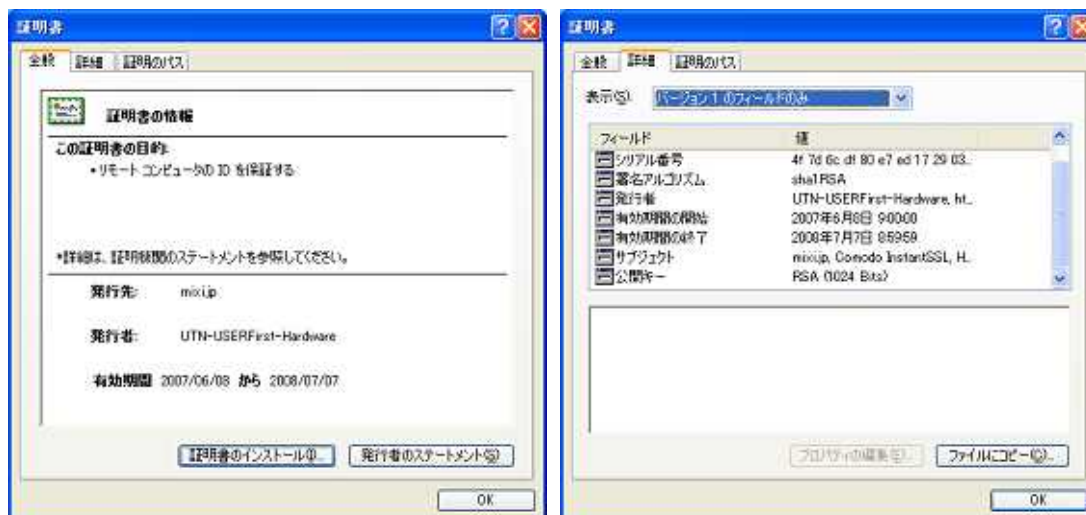 証明書
全般 詳細 証明のパス
証明書の情報
この証明書の目的:
•リモート コンピュータの ID を保証する
*詳細は、証明機関のステートメントを参照してください。
発行先: mixi.jp
発行者: UTN-USERFirst-Hardware
有効期間 2007/06/08 から 2008/07/07
証明書のインストール(I)... 発行者のステートメント(S)
OK
証明書
全般 詳細 証明のパス
表示(S): バージョン 1 のフィールドのみ
フィールド 値
シリアル番号 4f 7d 6c df 80 e7 ed 17 29 03...
署名アルゴリズム sha1RSA
発行者 UTN-USERFirst-Hardware, ht...
有効期間の開始 2007年6月8日 9:00:00
有効期間の終了 2008年7月7日 8:59:59
サブジェクト mixi.jp, Comodo InstantSSL, H...
公開キー RSA (1024 Bits)
プロパティの編集(E)... ファイルにコピー(C)...
OK